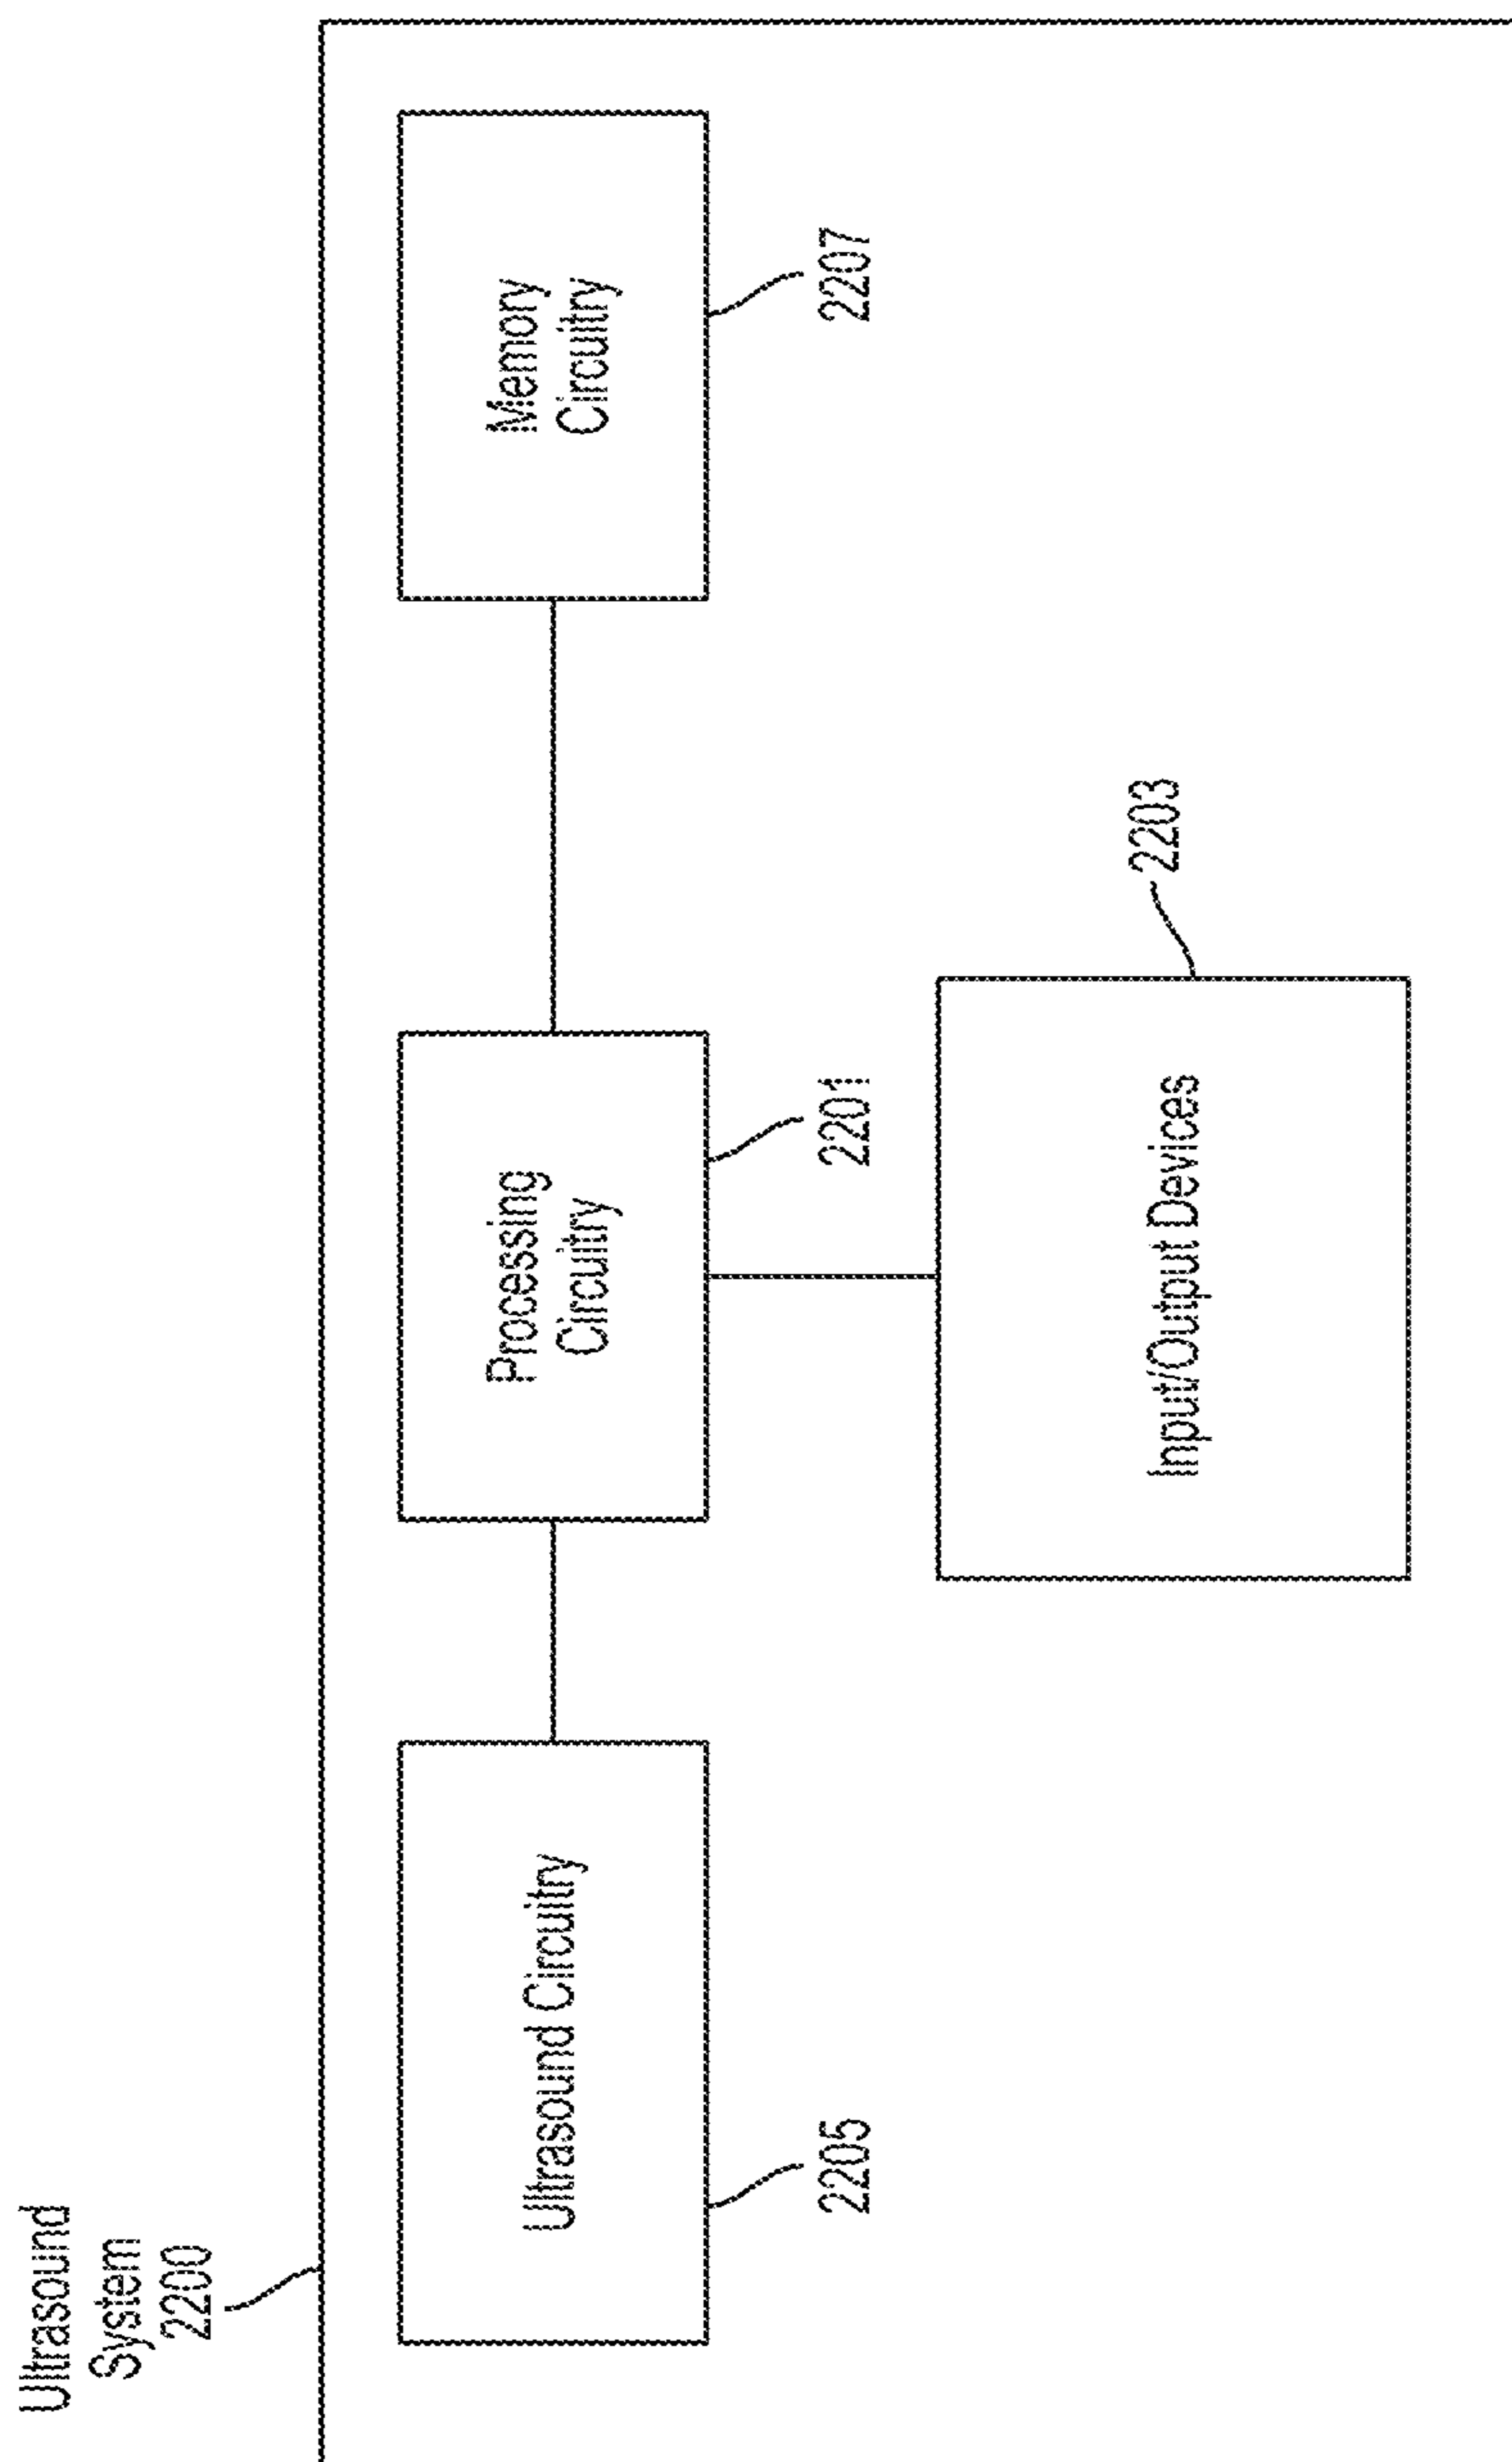 Ultrasound
System
2200
Ultrasound Circuitry
2205
Processing
Circuitry
2201
Memory
Circuitry
2207
Input/Output Devices
2203